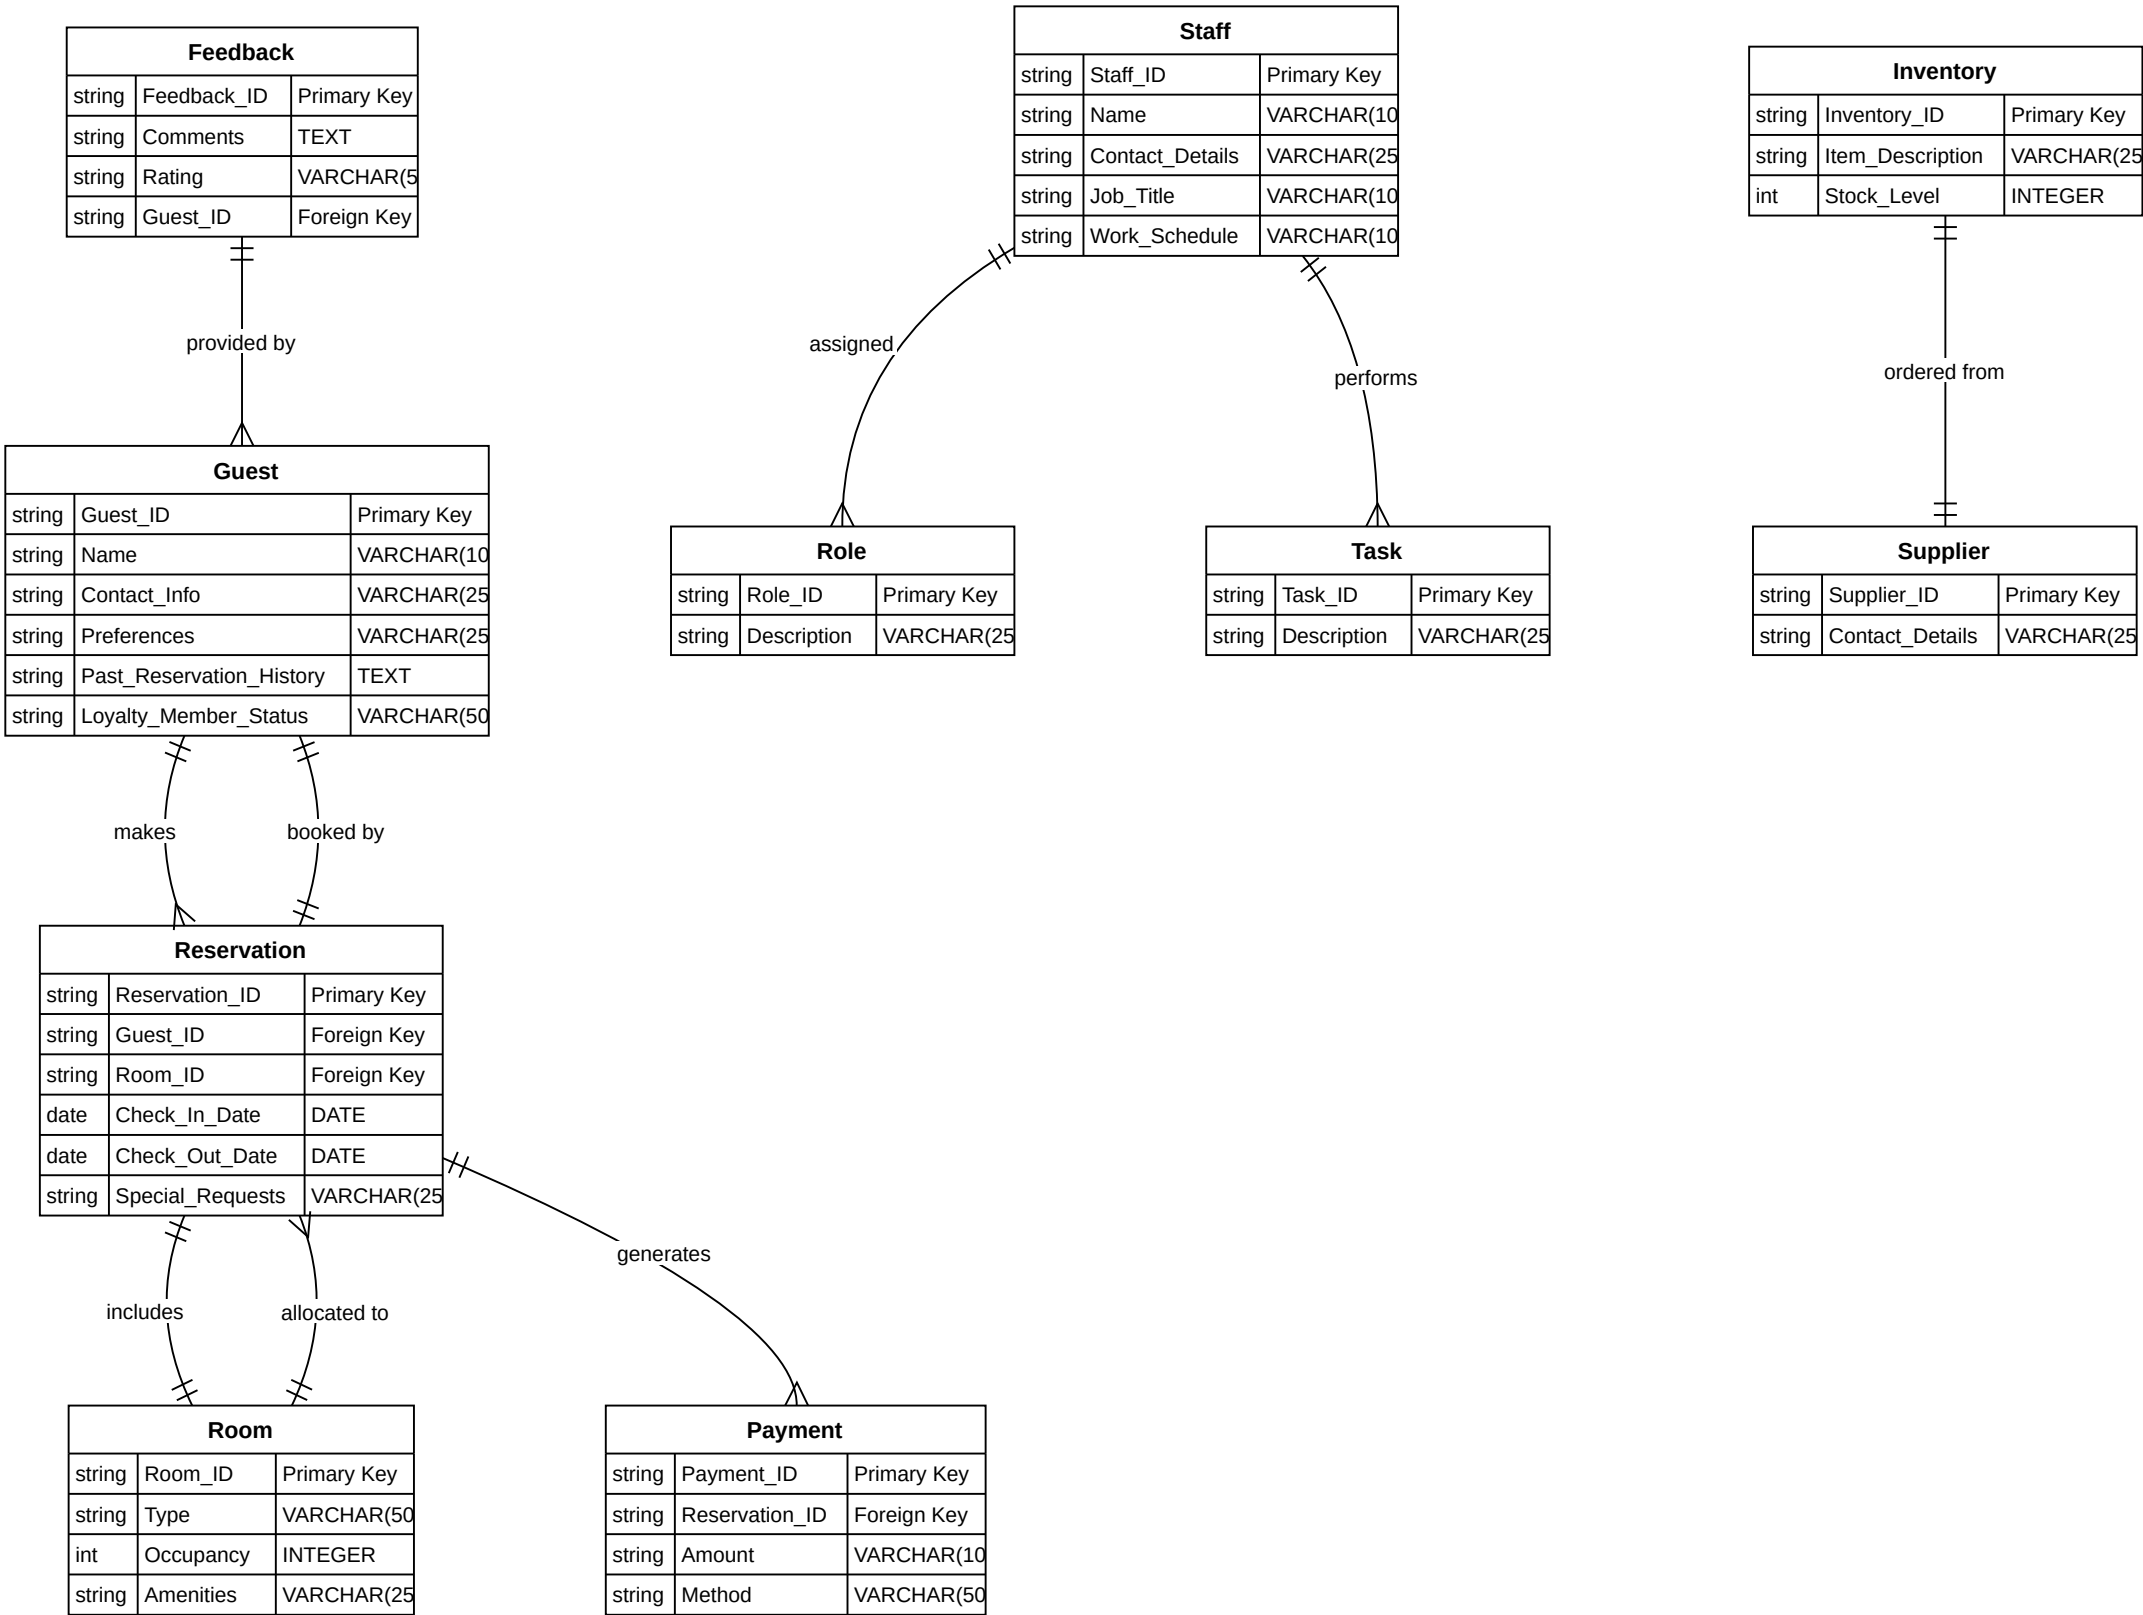 Feedback
string Feedback_ID Primary Key
string Comments TEXT
string Rating VARCHAR(5
string Guest_ID Foreign Key
provided by
Guest
string Guest_ID Primary Key
string Name VARCHAR(10
string Contact_Info VARCHAR(25
string Preferences VARCHAR(25
string Past_Reservation_History TEXT
string Loyalty_Member_Status VARCHAR(50
makes
booked by
Reservation
string Reservation_ID Primary Key
string Guest_ID Foreign Key
string Room_ID Foreign Key
date Check_In_Date DATE
date Check_Out_Date DATE
string Special_Requests VARCHAR(25
includes
allocated to
generates
Room
string Room_ID Primary Key
string Type VARCHAR(50
int Occupancy INTEGER
string Amenities VARCHAR(25
Payment
string Payment_ID Primary Key
string Reservation_ID Foreign Key
string Amount VARCHAR(10
string Method VARCHAR(50
Staff
string Staff_ID Primary Key
string Name VARCHAR(10
string Contact_Details VARCHAR(25
string Job_Title VARCHAR(10
string Work_Schedule VARCHAR(10
assigned
performs
Role
string Role_ID Primary Key
string Description VARCHAR(25
Task
string Task_ID Primary Key
string Description VARCHAR(25
Inventory
string Inventory_ID Primary Key
string Item_Description VARCHAR(25
int Stock_Level INTEGER
ordered from
Supplier
string Supplier_ID Primary Key
string Contact_Details VARCHAR(25